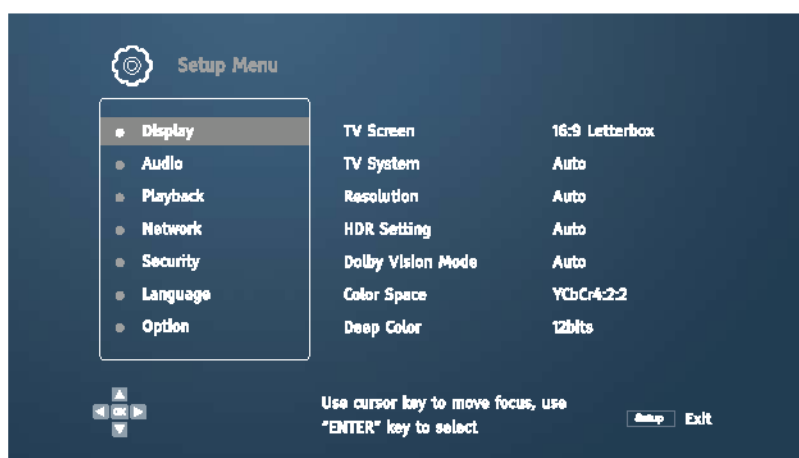 Setup Menu
Display
TV Screen
16:9 Letterbox
Audio
TV System
Auto
Playback
Resolution
Auto
Network
HDR Setting
Auto
Security
Dolby Vision Mode
Auto
Language
Color Space
YCbCr4:2:2
Option
Deep Color
12bits
OK
Use cursor key to move focus, use
"ENTER" key to select
Setup
Exit